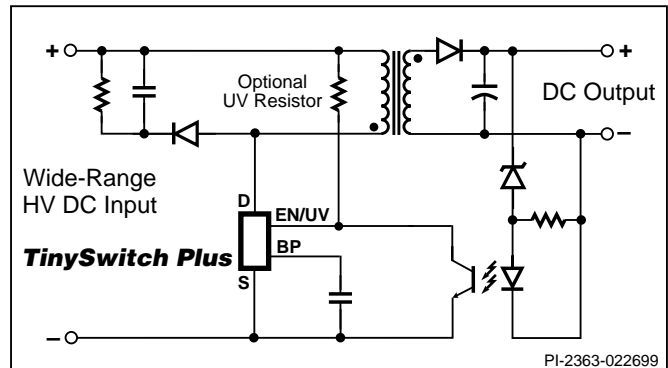 +
+
Optional
UV Resistor
DC Output
−
Wide-Range
HV DC Input
D
EN/UV
BP
TinySwitch Plus
S
−
PI-2363-022699